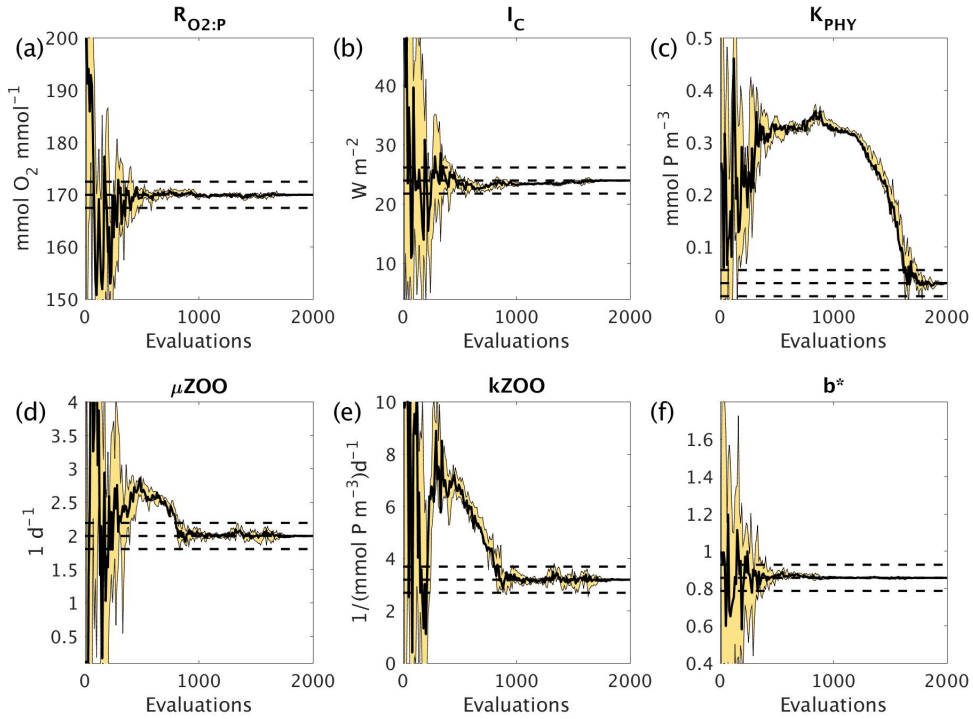 R_O2:P
(a)
mmol O₂ mmol⁻¹
200
190
180
170
160
150
0 1000 2000
Evaluations
I_C
(b)
W m⁻²
40
30
20
10
0 1000 2000
Evaluations
K_PHY
(c)
mmol P m⁻³
0.5
0.4
0.3
0.2
0.1
0 1000 2000
Evaluations
μZOO
(d)
1 d⁻¹
4
3.5
3
2.5
2
1.5
1
0.5
0 1000 2000
Evaluations
kZOO
(e)
1/(mmol P m⁻³)d⁻¹
10
8
6
4
2
0
0 1000 2000
Evaluations
b*
(f)
1.6
1.4
1.2
1
0.8
0.6
0.4
0 1000 2000
Evaluations